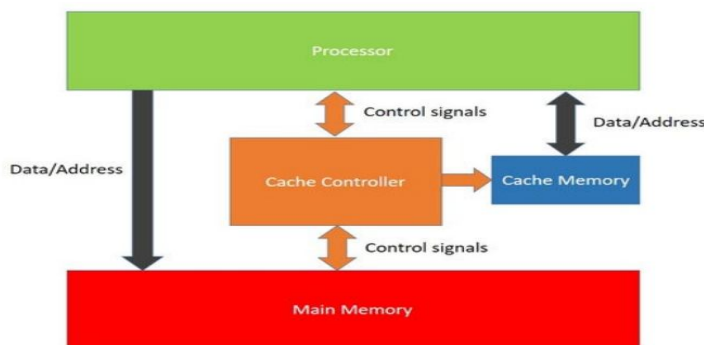 Processor
Control signals
Data/Address
Data/Address
Cache Controller
Cache Memory
Control signals
Main Memory